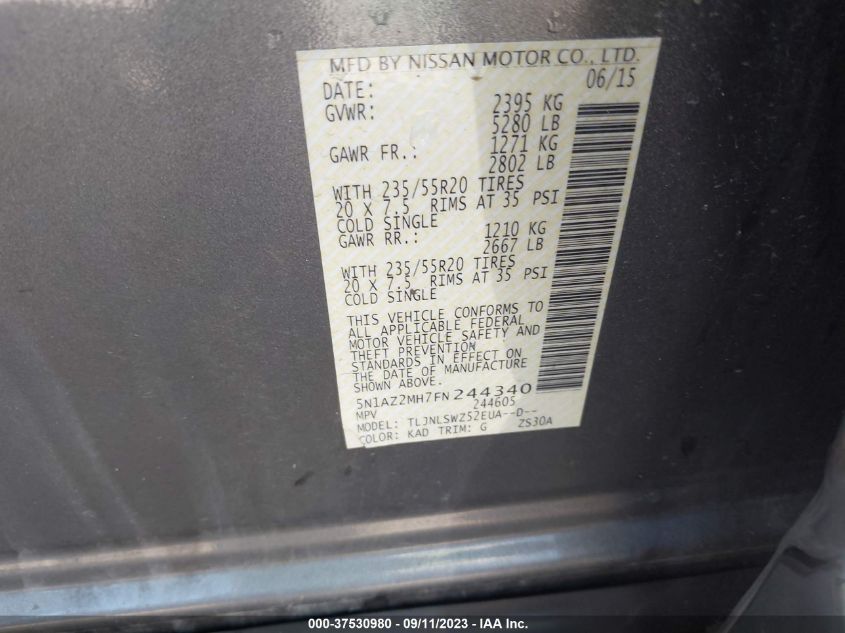 MFD BY NISSAN MOTOR CO., LTD.
DATE: 06/15
GVWR: 2395 KG
5280 LB
GAWR FR.: 1271 KG
2802 LB
WITH 235/55R20 TIRES
20 X 7.5 RIMS AT 35 PSI
COLD SINGLE
GAWR RR.: 1210 KG
2667 LB
WITH 235/55R20 TIRES
20 X 7.5 RIMS AT 35 PSI
COLD SINGLE
THIS VEHICLE CONFORMS TO
ALL APPLICABLE FEDERAL
MOTOR VEHICLE SAFETY AND
THEFT PREVENTION
STANDARDS IN EFFECT ON
THE DATE OF MANUFACTURE
SHOWN ABOVE
5N1AZ2MH7FN244340
MPV 244605
MODEL: TLJNLSWZ52EUA--D--
COLOR: KAD TRIM: G ZS30A
000-37530980 - 09/11/2023 - IAA Inc.